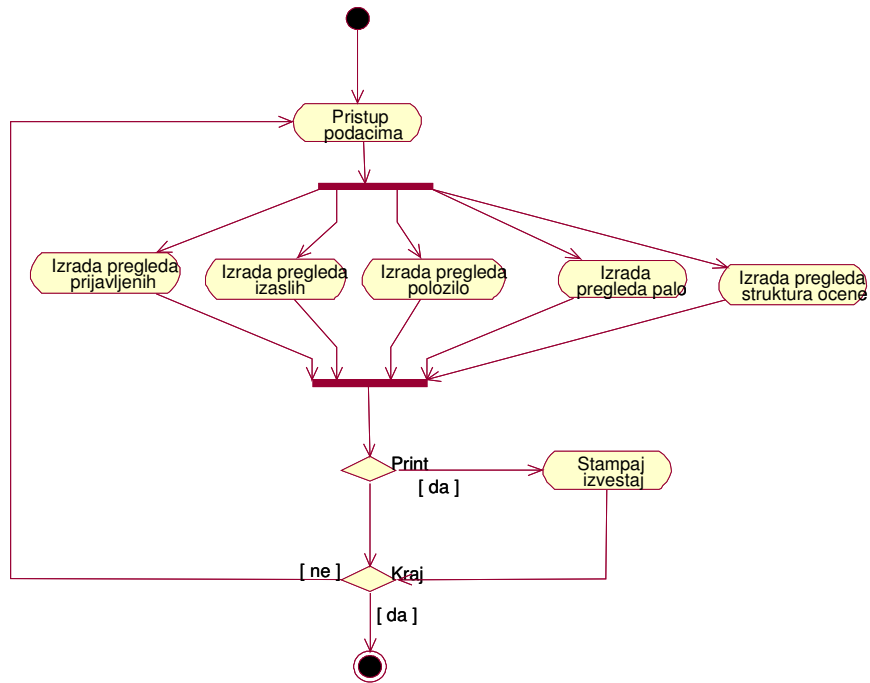 Pristup
podacima
Izrada pregleda
prijavljenih
Izrada pregleda
izaslih
Izrada pregleda
polozilo
Izrada
pregleda palo
Izrada pregleda
struktura ocene
Print
[ da ]
Stampaj
izvestaj
[ ne ]
Kraj
[ da ]